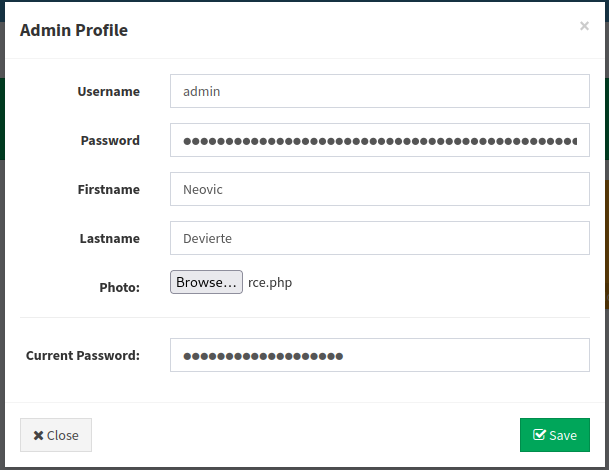 Admin Profile ×
Username admin
Password ●●●●●●●●●●●●●●●●●●●●●●●●●●●●●●●●●●●●●●●●●●●●●●●
Firstname Neovic
Lastname Devierte
Photo: Browse... rce.php
Current Password: ●●●●●●●●●●●●●●●●●●●
Close Save